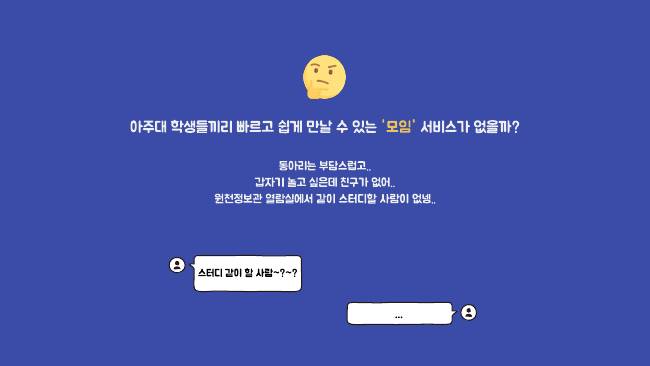 아주대 학생들끼리 빠르고 쉽게 만날 수 있는 '모임' 서비스가 없을까?
동아리는 부담스럽고..
갑자기 놀고 싶은데 친구가 없어..
원천정보관 열람실에서 같이 스터디할 사람이 없넹..
스터디 같이 할 사람~?~?
...